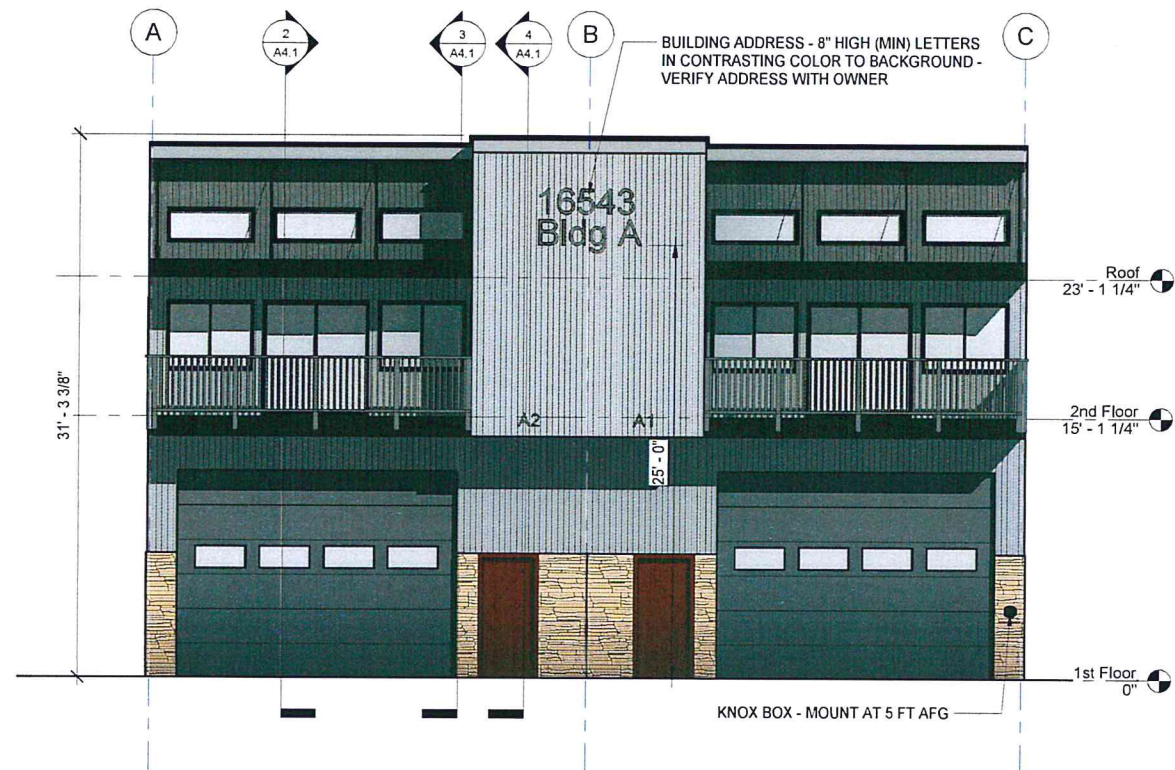 A
2
A4.1
3
A4.1
4
A4.1
B
C
BUILDING ADDRESS - 8" HIGH (MIN) LETTERS
IN CONTRASTING COLOR TO BACKGROUND -
VERIFY ADDRESS WITH OWNER
16543
Bldg A
Roof
23' - 1 1/4"
31' - 3 3/8"
2nd Floor
15' - 1 1/4"
A2
A1
25' - 0"
1st Floor
0"
KNOX BOX - MOUNT AT 5 FT AFG